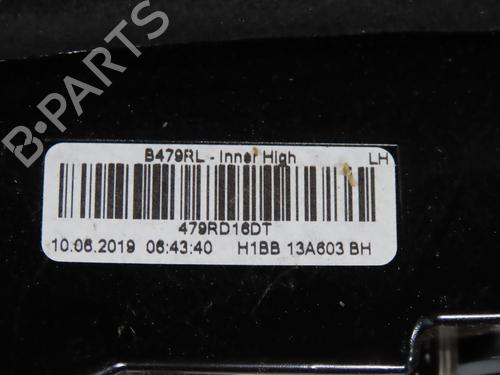 B-PARTS
B479RL - Inner High LH
479RD16DT
10.06.2019 06:43:40 H1BB 13A603 BH